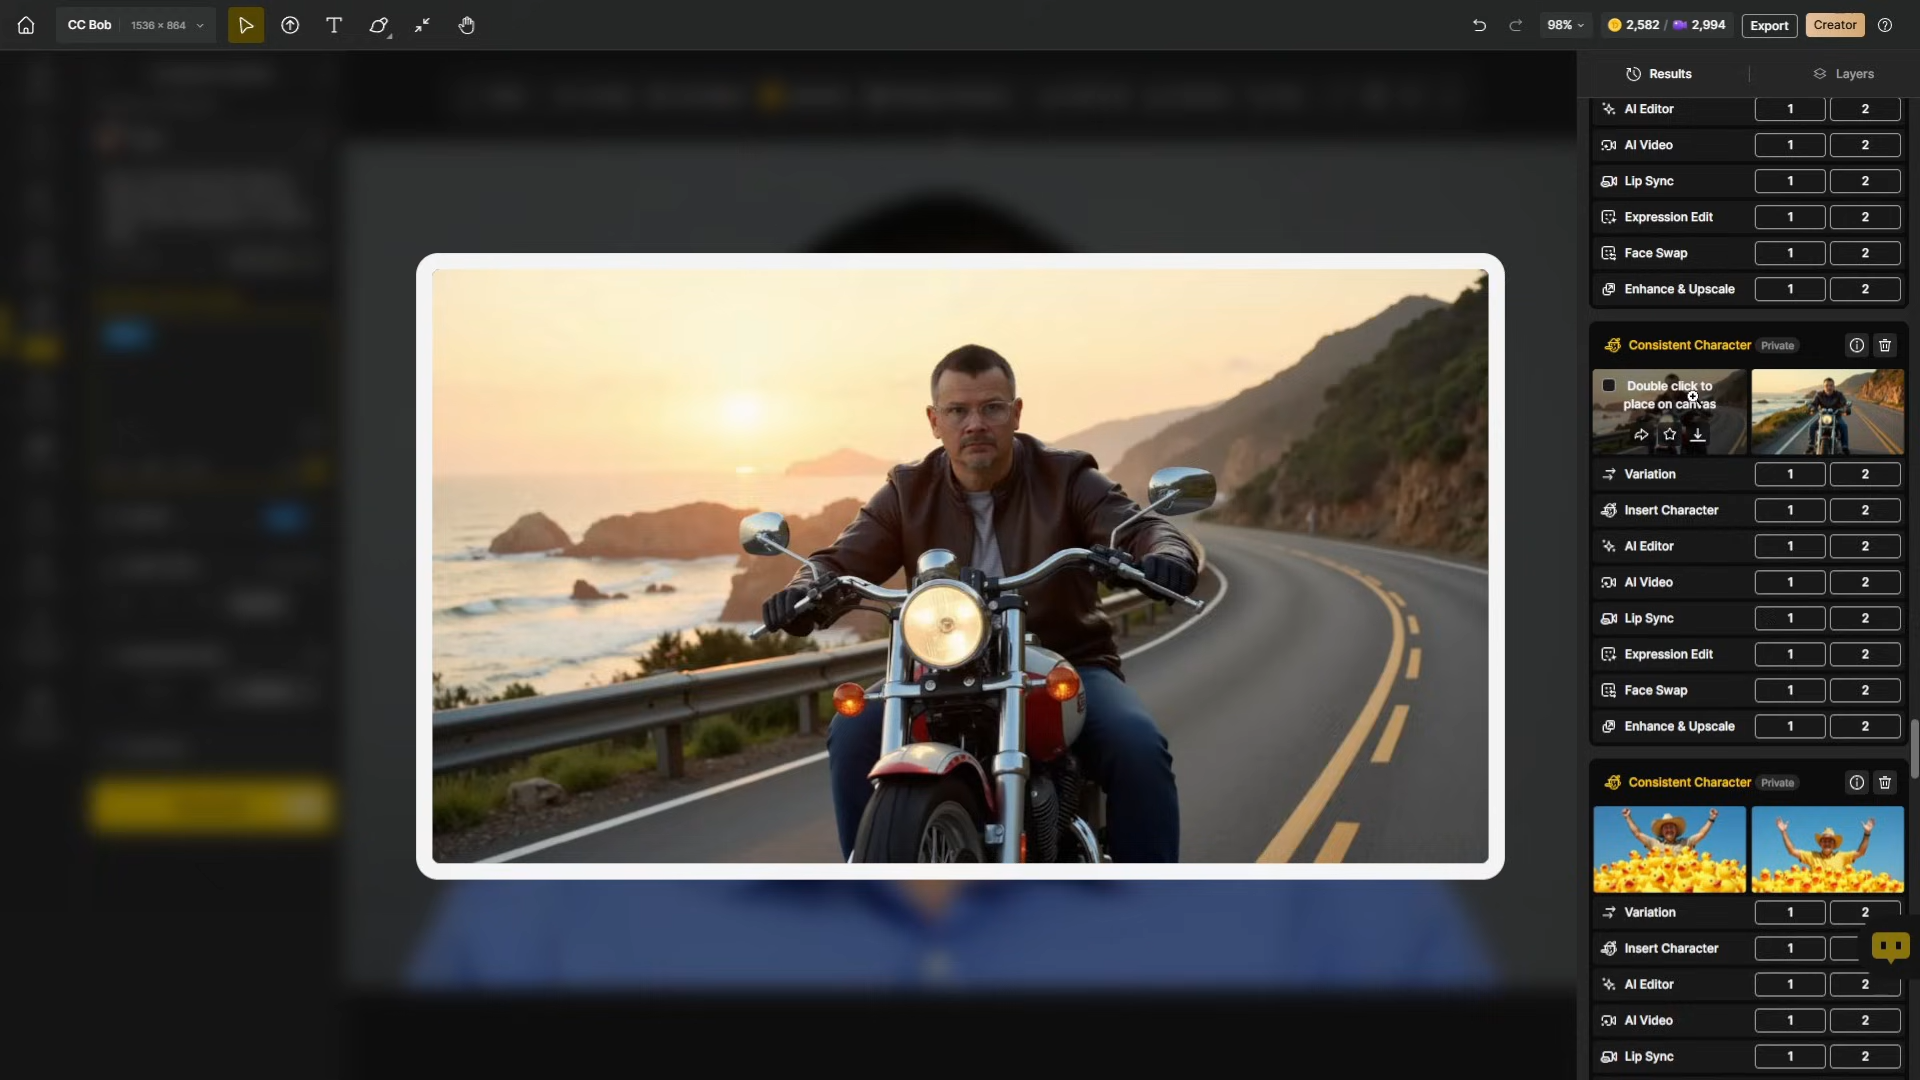 CC Bob
1536 × 864
T
98%
2,582 / 2,994
Export
Creator
Results
Layers
AI Editor 1 2
AI Video 1 2
Lip Sync 1 2
Expression Edit 1 2
Face Swap 1 2
Enhance & Upscale 1 2
Consistent Character Private
Double click to
place on canvas
Variation 1 2
Insert Character 1 2
AI Editor 1 2
AI Video 1 2
Lip Sync 1 2
Expression Edit 1 2
Face Swap 1 2
Enhance & Upscale 1 2
Consistent Character Private
Variation 1 2
Insert Character 1
AI Editor 1 2
AI Video 1 2
Lip Sync 1 2